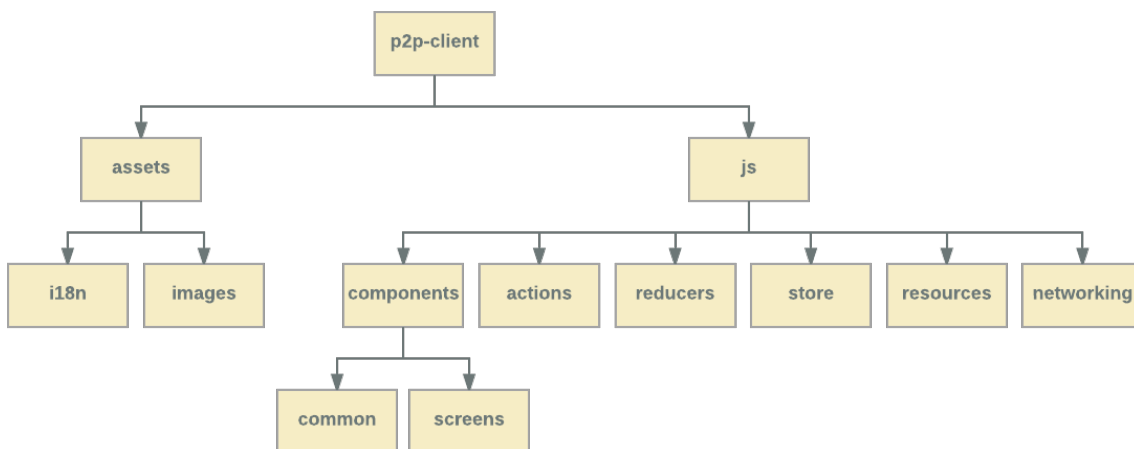 p2p-client
assets
js
i18n
images
components
actions
reducers
store
resources
networking
common
screens